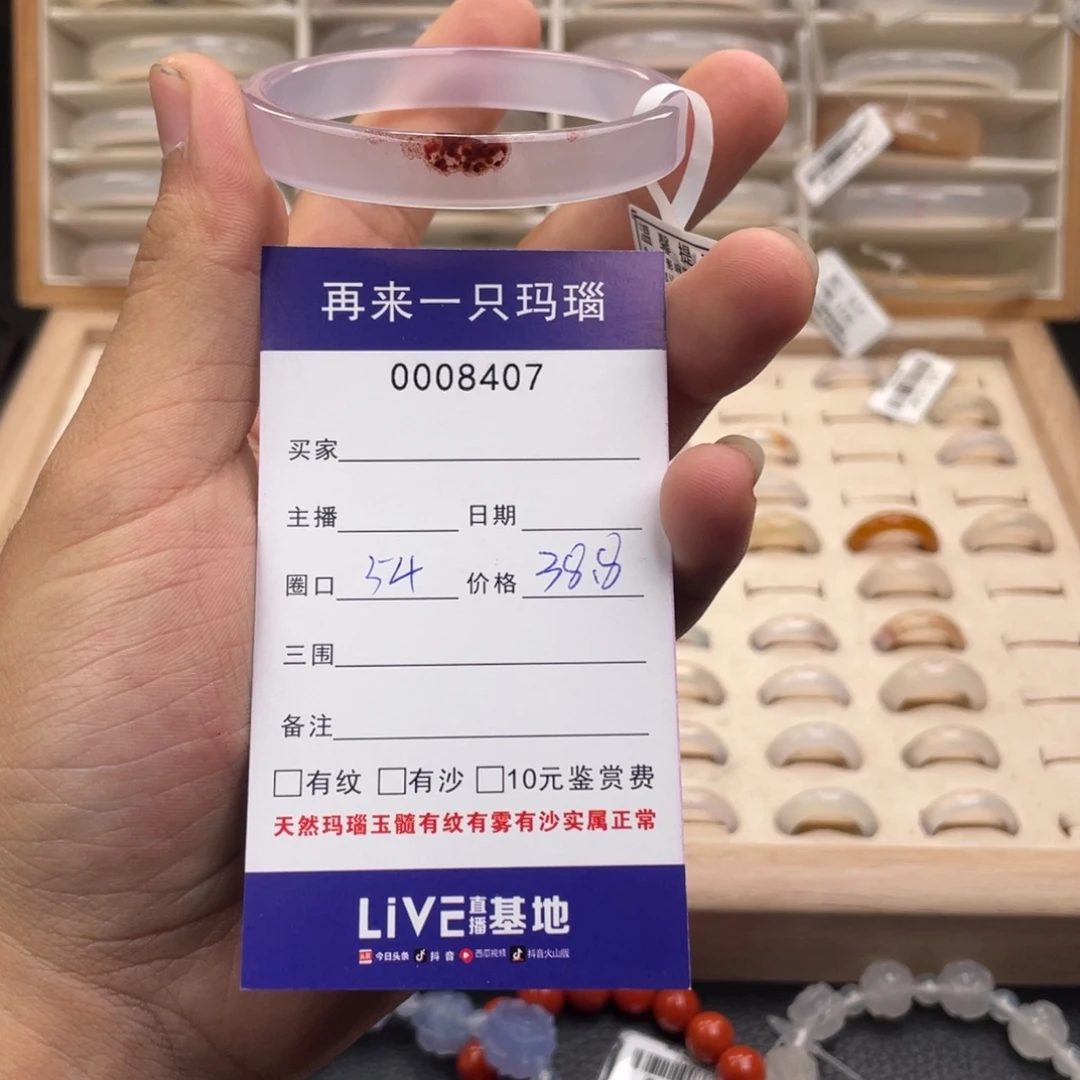 温馨提
再来一只玛瑙
0008407
买家
主播 日期
圈口 54 价格 388
三围
备注
□有纹 □有沙 □10元鉴赏费
天然玛瑙玉髓有纹有雾有沙实属正常
LiVE直播基地
今日头条 抖音 西瓜视频 抖音火山版